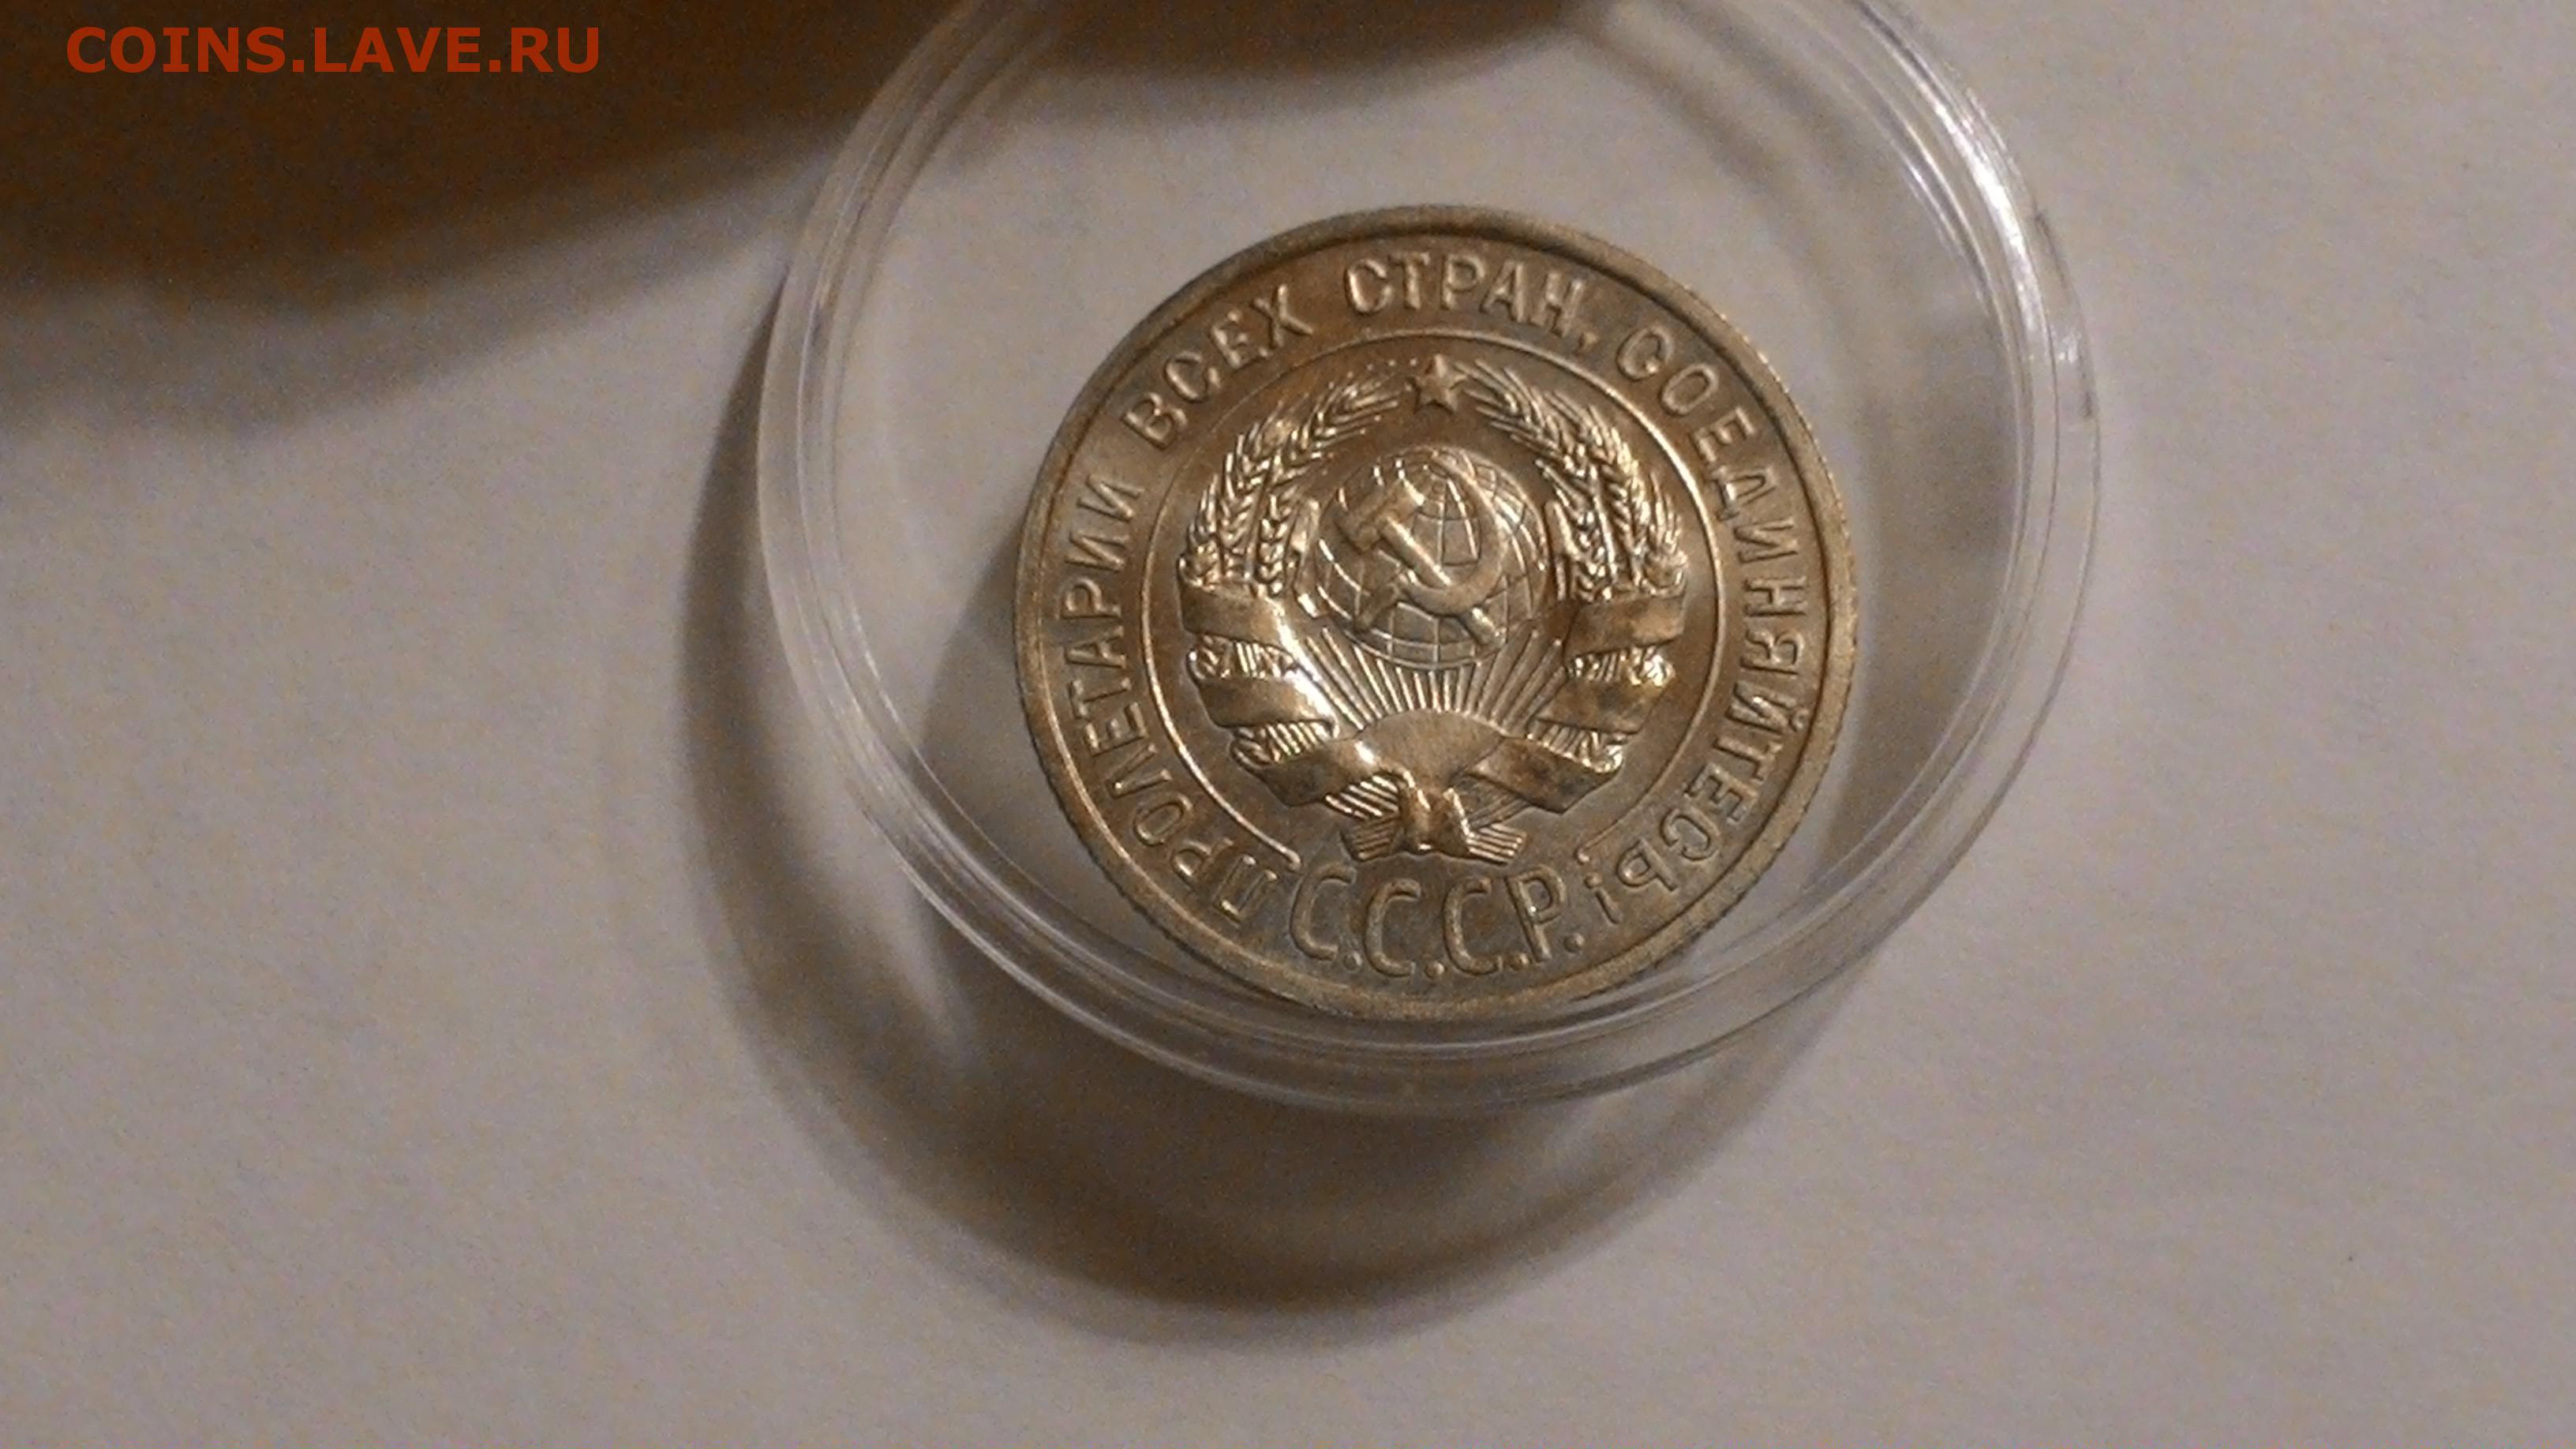 COINS.LAVE.RU
ПРОЛЕТАРИИ ВСЕХ СТРАН, СОЕДИНЯЙТЕСЬ!
С.С.С.Р.